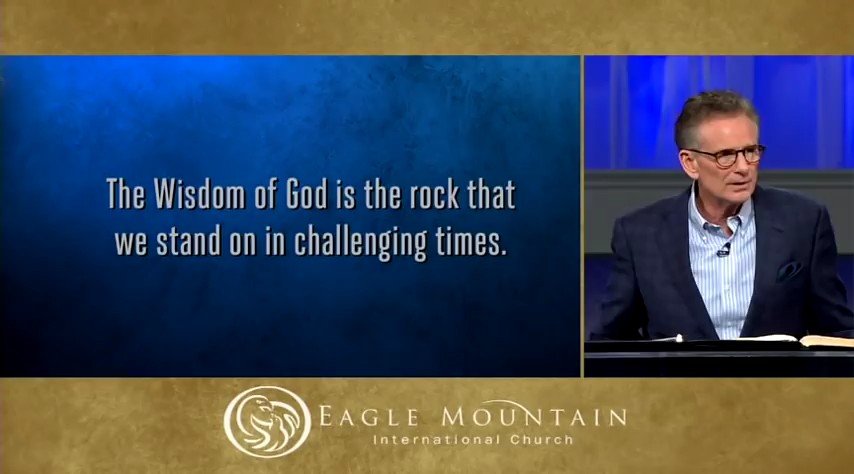 The Wisdom of God is the rock that
we stand on in challenging times.
EAGLE MOUNTAIN
International Church